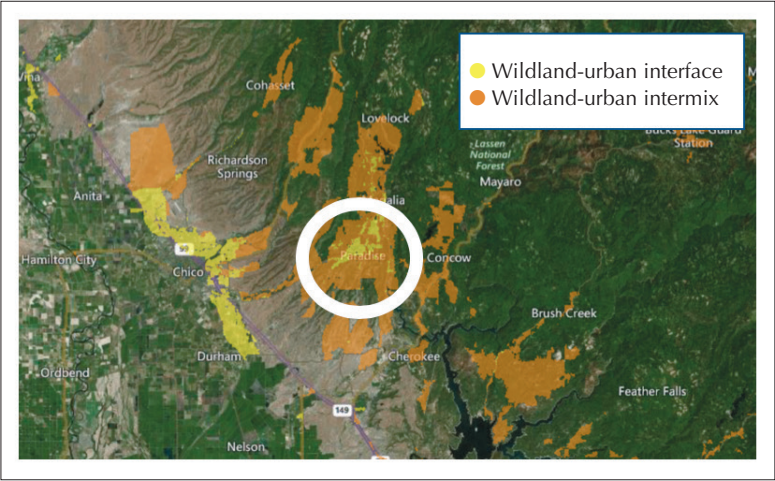 Wildland-urban interface
Wildland-urban intermix
Vina
Cohasset
Lovelock
Bucks Lake Guard
Station
Lassen
National
Forest
Richardson
Springs
Mayaro
Anita
99
Paradise
Concow
Hamilton City
Chico
Brush Creek
Durham
Cherokee
Ordbend
Feather Falls
149
Nelson